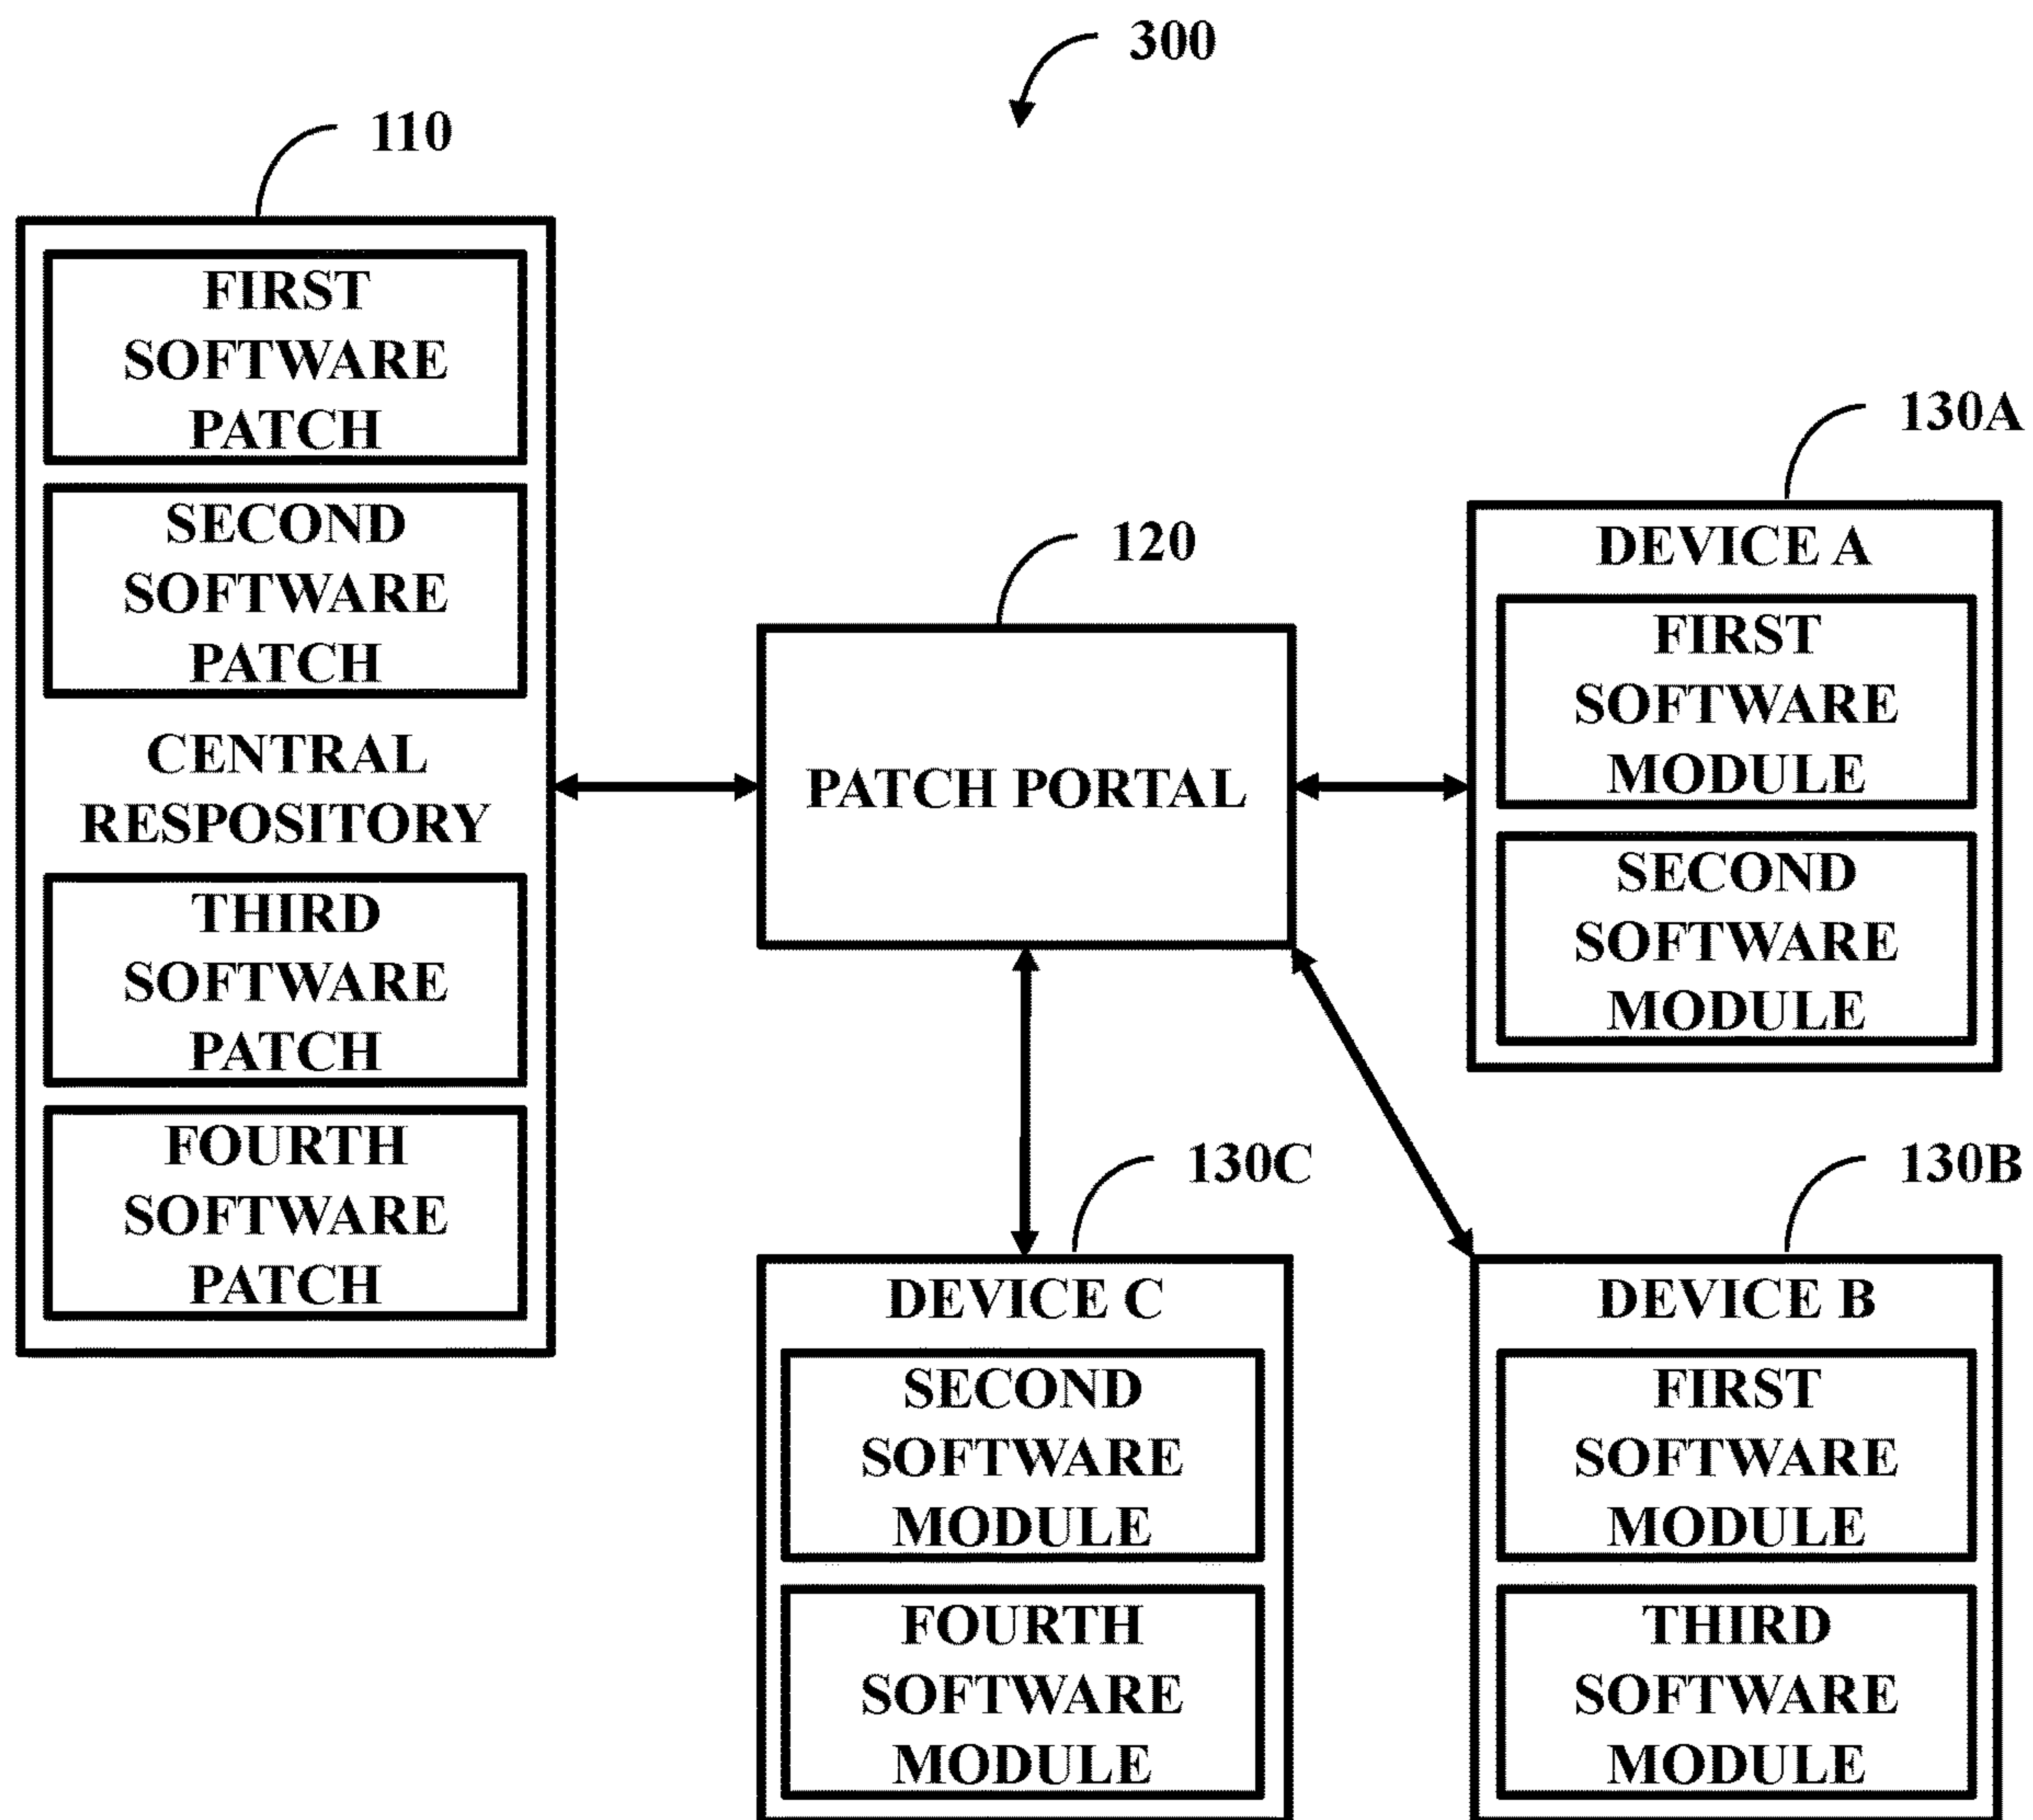 300
110
FIRST
SOFTWARE
PATCH
SECOND
SOFTWARE
PATCH
CENTRAL
RESPOSITORY
THIRD
SOFTWARE
PATCH
FOURTH
SOFTWARE
PATCH
120
PATCH PORTAL
130A
DEVICE A
FIRST
SOFTWARE
MODULE
SECOND
SOFTWARE
MODULE
130C
DEVICE C
SECOND
SOFTWARE
MODULE
FOURTH
SOFTWARE
MODULE
130B
DEVICE B
FIRST
SOFTWARE
MODULE
THIRD
SOFTWARE
MODULE